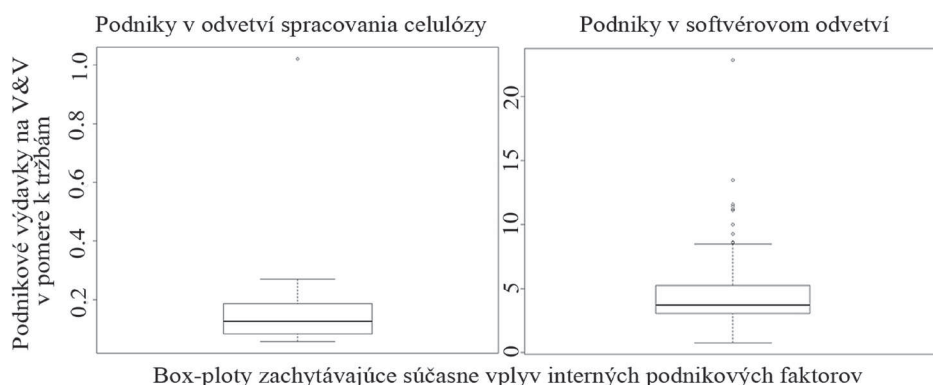 Podniky v odvetví spracovania celulózy
Podniky v softvérovom odvetví
Podnikové výdavky na V&V
v pomere k tržbám
1.0
0.8
0.6
0.4
0.2
20
15
10
5
0
Box-ploty zachytávajúce súčasne vplyv interných podnikových faktorov